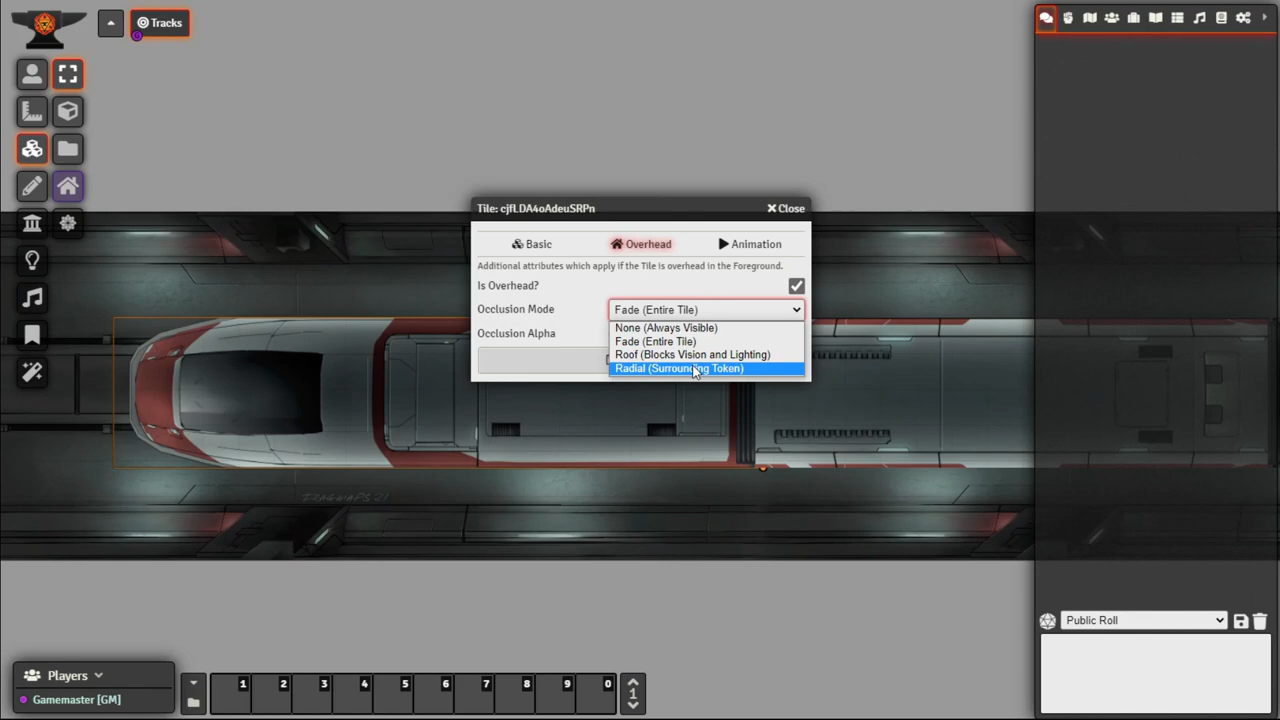 Tracks
G
Tile: cjfLDA4oAdeuSRPn
Close
Basic
Overhead
Animation
Additional attributes which apply if the Tile is overhead in the Foreground.
Is Overhead?
Occlusion Mode
Fade (Entire Tile)
None (Always Visible)
Fade (Entire Tile)
Roof (Blocks Vision and Lighting)
Radial (Surrounding Token)
Occlusion Alpha
Public Roll
Players
Gamemaster [GM]
1 2 3 4 5 6 7 8 9 0
1